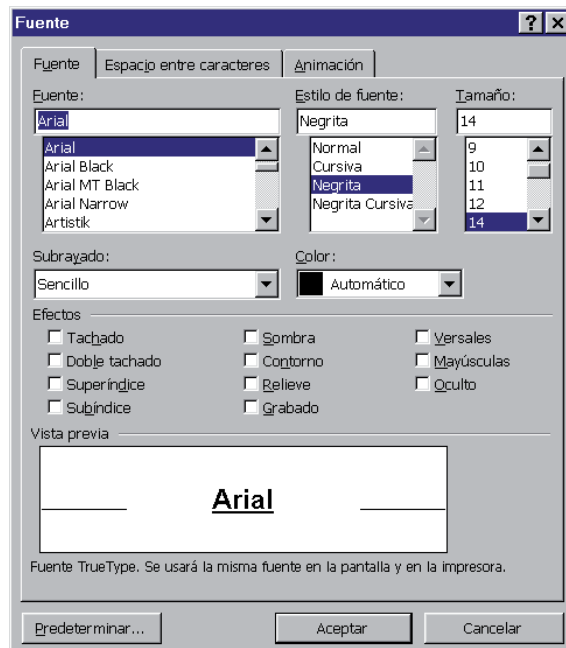 Fuente ? ×
Fuente Espacio entre caracteres Animación
Fuente: Estilo de fuente: Tamaño:
Arial Negrita 14
Arial Normal 9
Arial Black Cursiva 10
Arial MT Black Negrita 11
Arial Narrow Negrita Cursiva 12
Artistik 14
Subrayado: Color:
Sencillo Automático
Efectos
Tachado Sombra Versales
Doble tachado Contorno Mayúsculas
Superíndice Relieve Oculto
Subíndice Grabado
Vista previa
Arial
Fuente TrueType. Se usará la misma fuente en la pantalla y en la impresora.
Predeterminar... Aceptar Cancelar